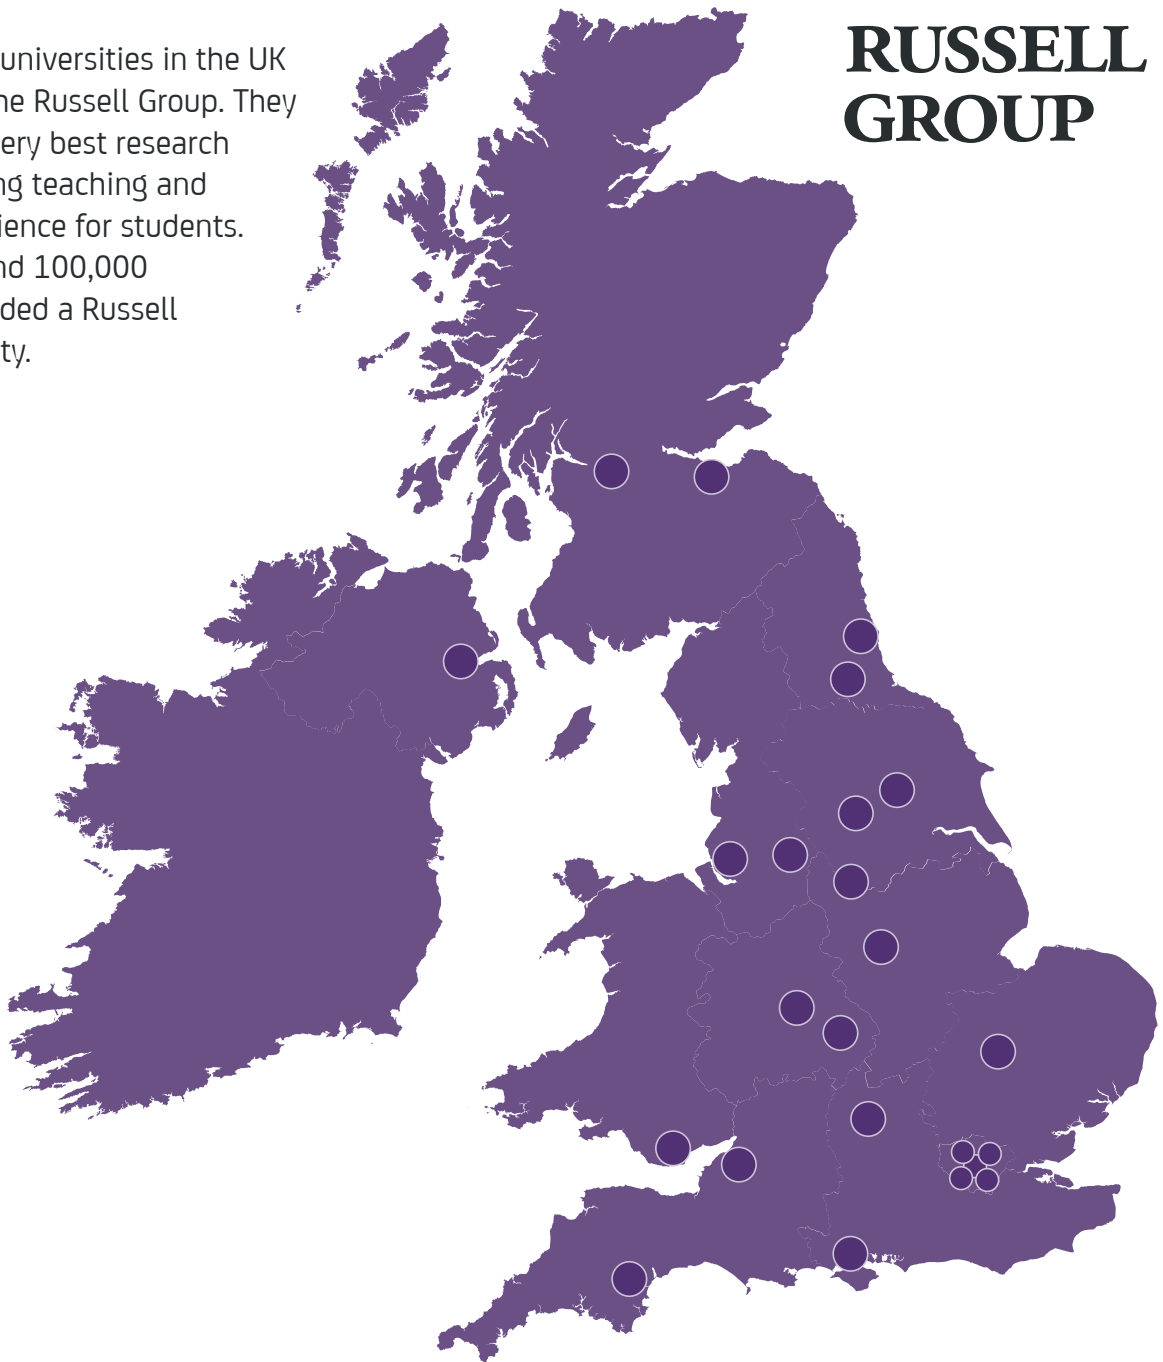 universities in the UK
ne Russell Group. They
ery best research
ng teaching and
ience for students.
nd 100,000
ded a Russell
ty.
RUSSELL
GROUP